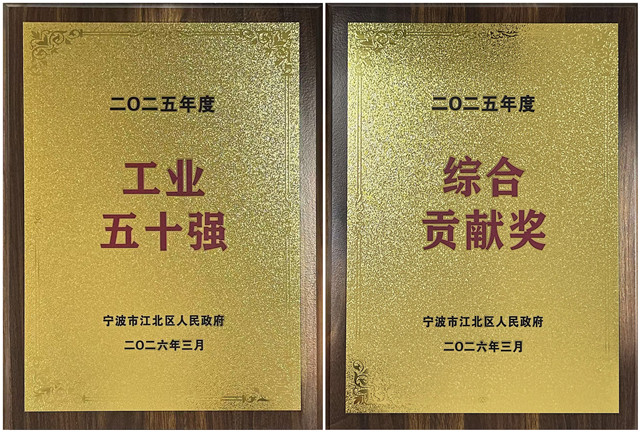 二〇二五年度
工业
五十强
宁波市江北区人民政府
二〇二六年三月
二〇二五年度
综合
贡献奖
宁波市江北区人民政府
二〇二六年三月